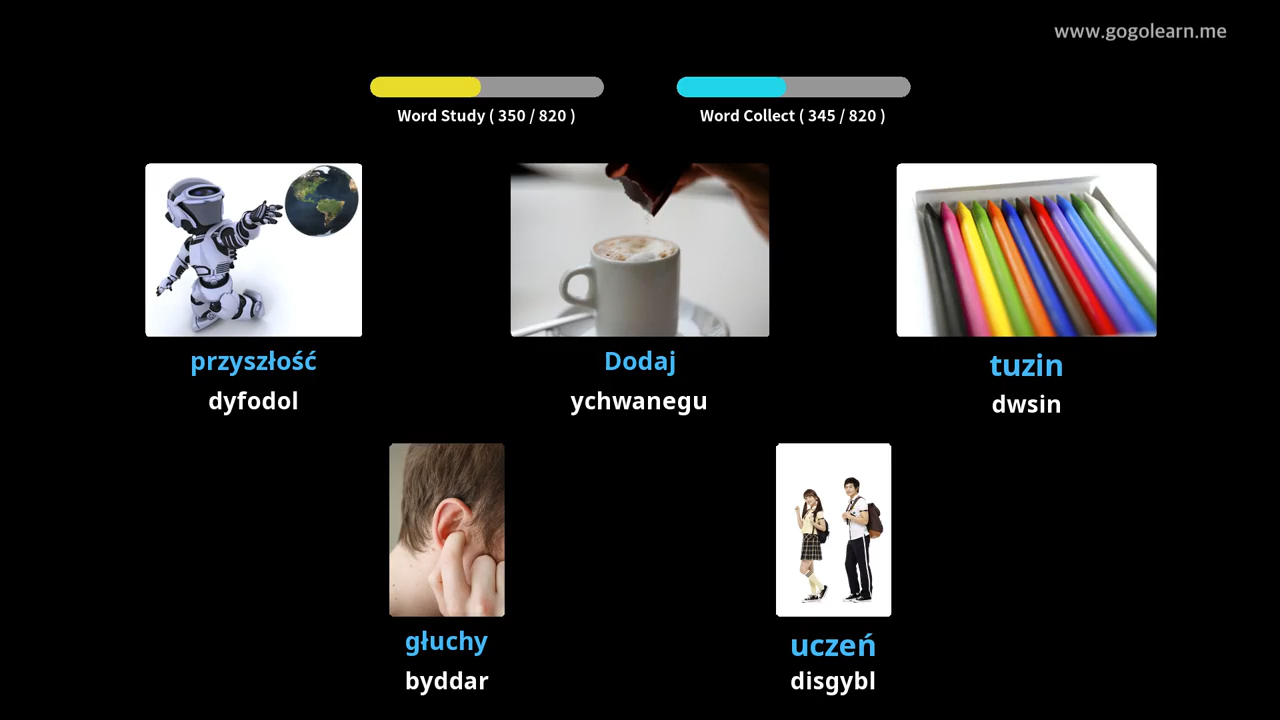 www.gogolearn.me
Word Study ( 350 / 820 )
Word Collect ( 345 / 820 )
przyszłość
Dodaj
tuzin
dyfodol
ychwanegu
dwsin
głuchy
uczeń
byddar
disgybl